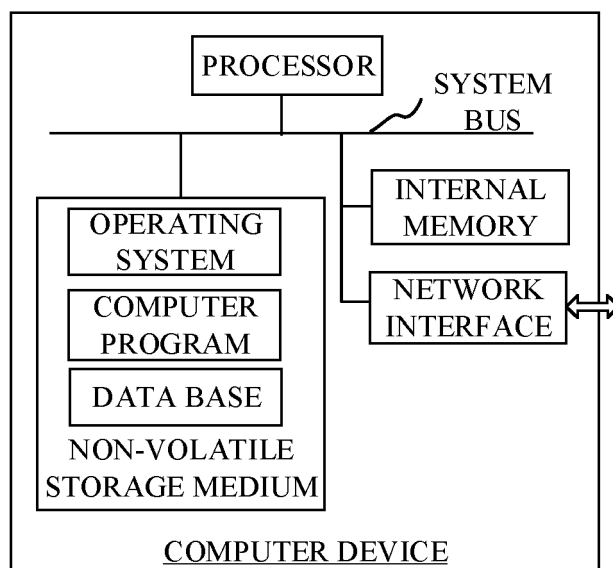 PROCESSOR
SYSTEM
BUS
OPERATING
SYSTEM
COMPUTER
PROGRAM
DATA BASE
NON-VOLATILE
STORAGE MEDIUM
INTERNAL
MEMORY
NETWORK
INTERFACE
COMPUTER DEVICE